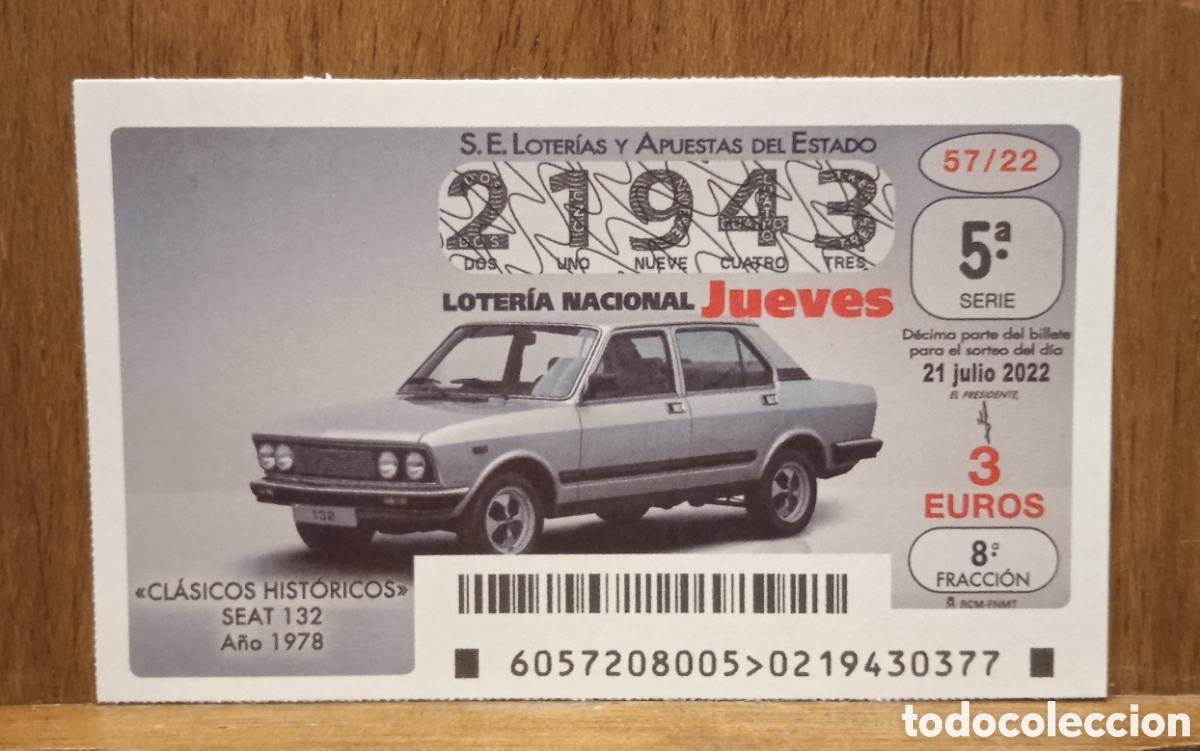 S.E. LOTERÍAS Y APUESTAS DEL ESTADO
21943
DOS UNO NUEVE CUATRO TRES
LOTERÍA NACIONAL Jueves
57/22
5ª
SERIE
Décima parte del billete
para el sorteo del día
21 julio 2022
EL PRESIDENTE,
3
EUROS
8ª
FRACCIÓN
RCM-FNMT
132
«CLÁSICOS HISTÓRICOS»
SEAT 132
Año 1978
6057208005>0219430377
todocoleccion